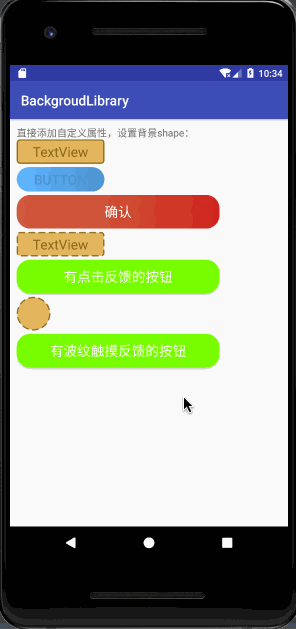 10:34
BackgroudLibrary
直接添加自定义属性，设置背景shape：
TextView
BUTTON
确认
TextView
有点击反馈的按钮
有波纹触摸反馈的按钮